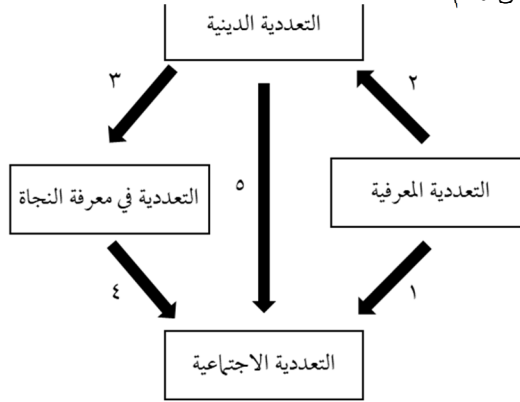 التعددية الدينية
٣
٢
التعددية في معرفة النجاة
٥
التعددية المعرفية
٤
١
التعددية الاجتماعية